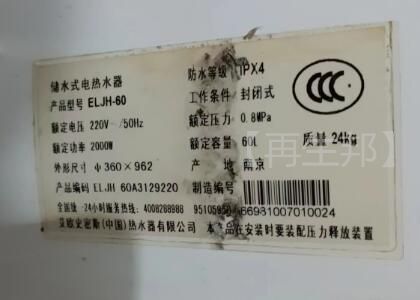 储水式电热水器 防水等级 IPX4
产品型号 ELJH-60 工作条件 封闭式
额定电压 220V~/50Hz 额定压力 0.8MPa
额定功率 2000W 额定容量 60L 质量 24kg
外形尺寸 Φ360×962 产 地 南京
产品编码 ELJH 60A3129220 制造编号
全国统一24小时服务热线: 4008288988 95105950 66981007010024
艾欧史密斯(中国)热水器有限公司 本产品在安装时要装配压力释放装置
CCC
【再生邦】